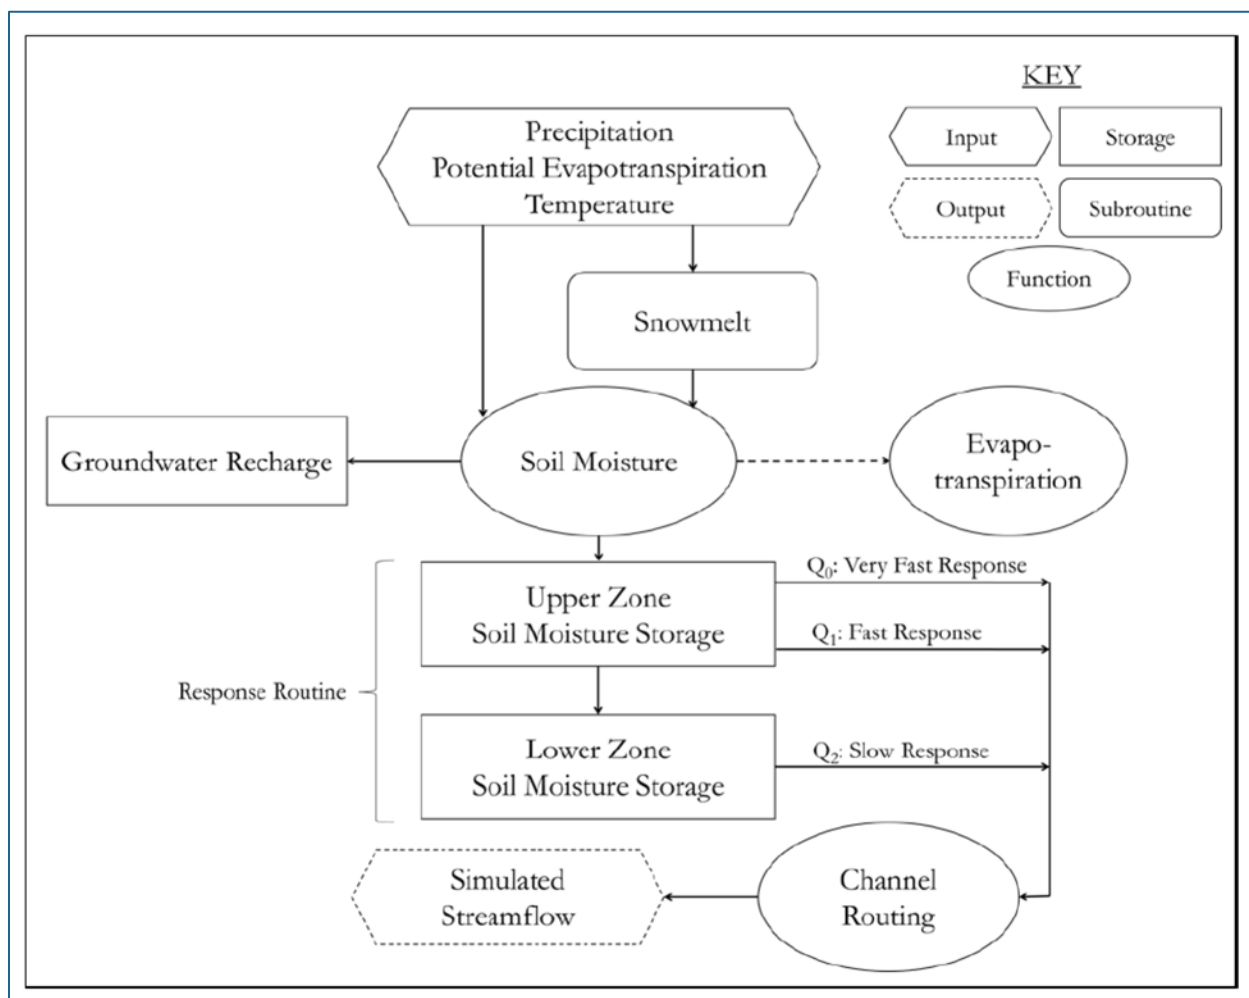 KEY
Input
Storage
Output
Subroutine
Function
Precipitation
Potential Evapotranspiration
Temperature
Snowmelt
Groundwater Recharge
Soil Moisture
Evapo-
transpiration
Upper Zone
Soil Moisture Storage
Q₀: Very Fast Response
Q₁: Fast Response
Response Routine
Lower Zone
Soil Moisture Storage
Q₂: Slow Response
Simulated
Streamflow
Channel
Routing